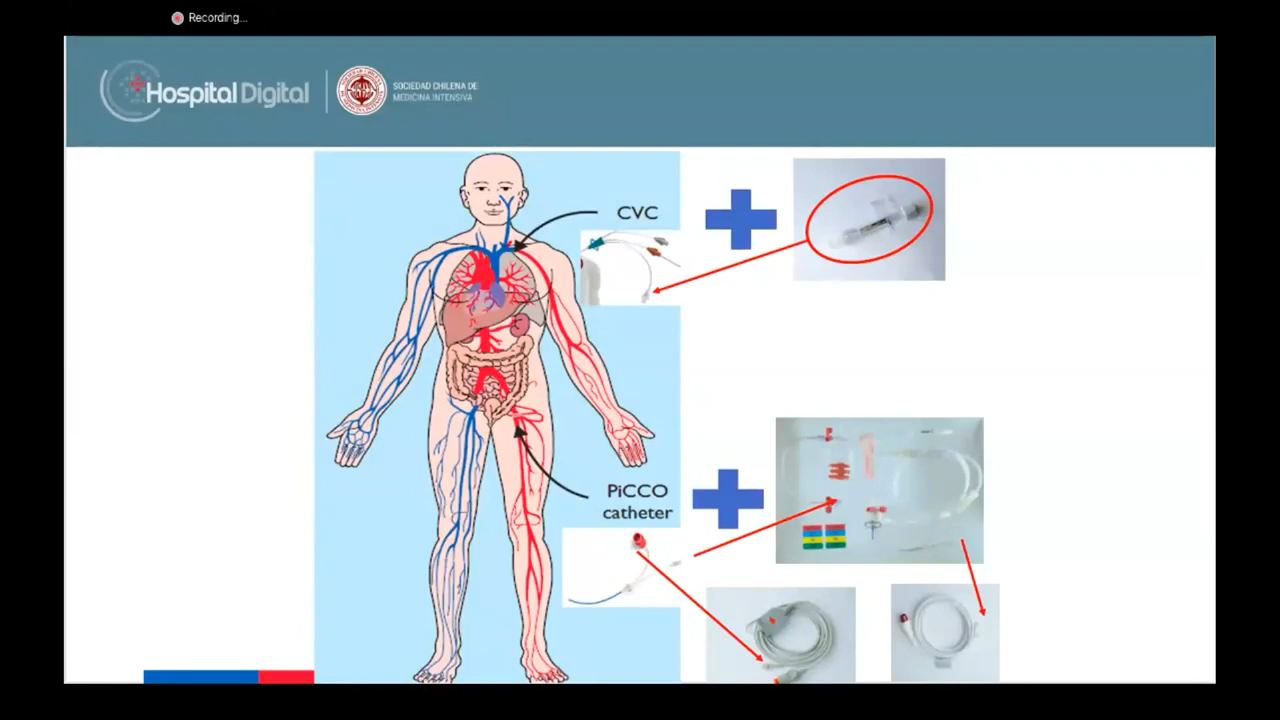 Recording...
Hospital Digital
SOCIEDAD CHILENA DE
MEDICINA INTENSIVA
CVC
PiCCO
catheter